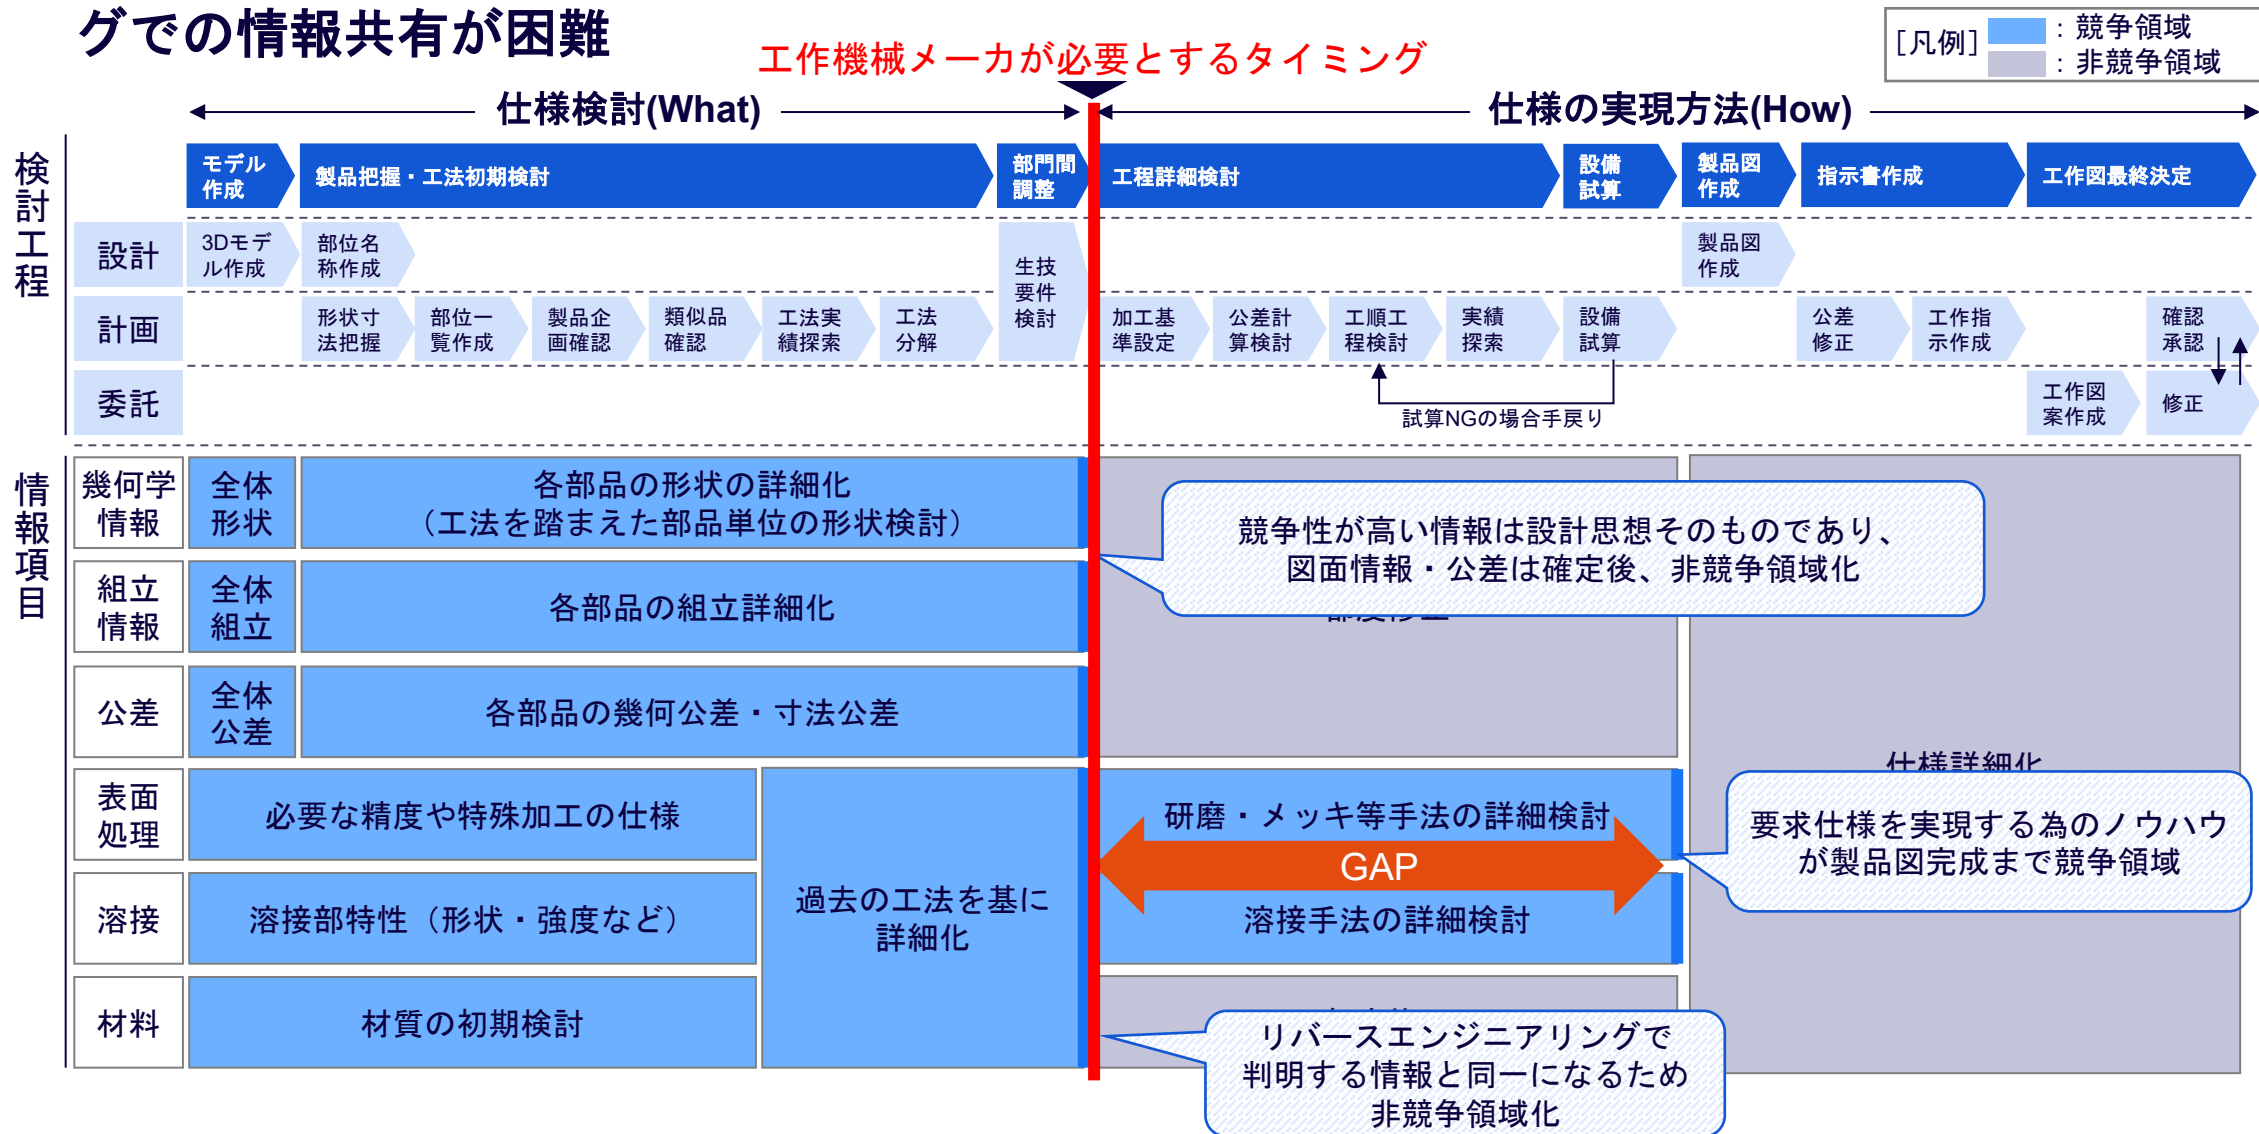 グでの情報共有が困難
[凡例]
：競争領域
：非競争領域
工作機械メーカが必要とするタイミング
仕様検討(What)
仕様の実現方法(How)
検討工程
モデル
作成
製品把握・工法初期検討
部門間
調整
工程詳細検討
設備
試算
製品図
作成
指示書作成
工作図最終決定
設計
3Dモデ
ル作成
部位名
称作成
生技
要件
検討
製品図
作成
計画
形状寸
法把握
部位一
覧作成
製品企
画確認
類似品
確認
工法実
績探索
工法
分解
加工基
準設定
公差計
算検討
工順工
程検討
実績
探索
設備
試算
公差
修正
工作指
示作成
確認
承認
委託
試算NGの場合手戻り
工作図
案作成
修正
情報項目
幾何学
情報
全体
形状
各部品の形状の詳細化
（工法を踏まえた部品単位の形状検討）
競争性が高い情報は設計思想そのものであり、
図面情報・公差は確定後、非競争領域化
組立
情報
全体
組立
各部品の組立詳細化
公差
全体
公差
各部品の幾何公差・寸法公差
仕様詳細化
表面
処理
必要な精度や特殊加工の仕様
過去の工法を基に
詳細化
研磨・メッキ等手法の詳細検討
GAP
要求仕様を実現する為のノウハウ
が製品図完成まで競争領域
溶接
溶接部特性（形状・強度など）
溶接手法の詳細検討
材料
材質の初期検討
リバースエンジニアリングで
判明する情報と同一になるため
非競争領域化